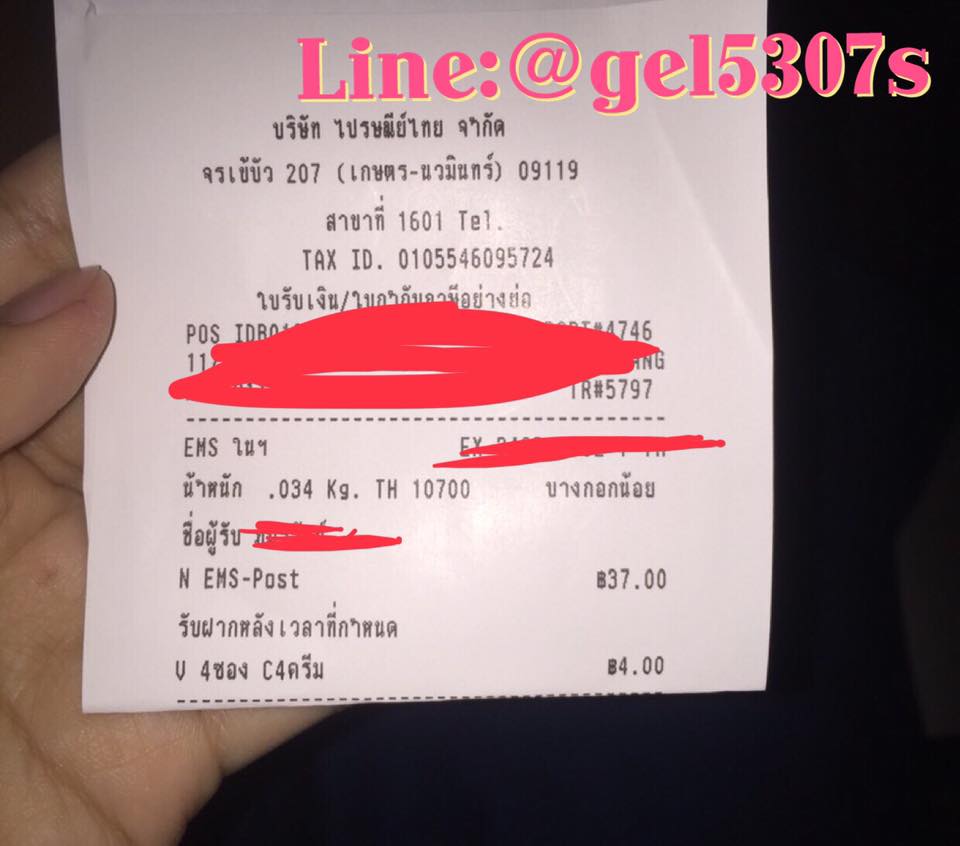 Line:@gel5307s
บริษัท ไปรษณีย์ไทย จำกัด
จรเข้บัว 207 (เกษตร-นวมินทร์) 09119
สาขาที่ 1601 Tel.
TAX ID. 0105546095724
ใบรับเงิน/ใบกำกับภาษีอย่างย่อ
POS
TR#5797
EMS ในฯ
น้ำหนัก .034 Kg. TH 10700 บางกอกน้อย
ชื่อผู้รับ
N EMS-Post ฿37.00
รับฝากหลังเวลาที่กำหนด
V 4ซอง C4ครีม ฿4.00